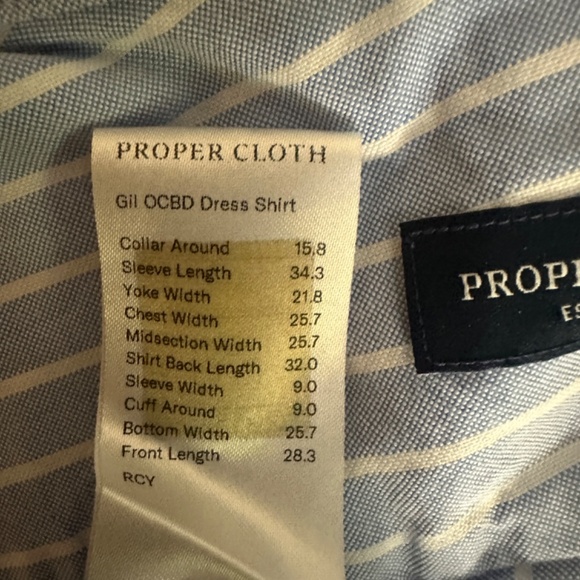 PROPER CLOTH
Gil OCBD Dress Shirt
Collar Around 15.8
Sleeve Length 34.3
Yoke Width 21.8
Chest Width 25.7
Midsection Width 25.7
Shirt Back Length 32.0
Sleeve Width 9.0
Cuff Around 9.0
Bottom Width 25.7
Front Length 28.3
RCY
PROP
ES